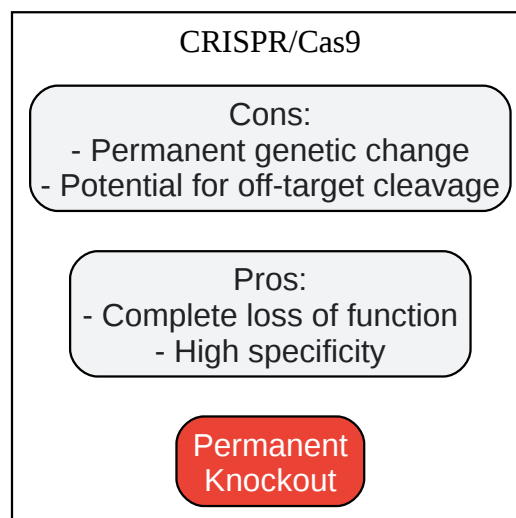 CRISPR/Cas9
Cons:
- Permanent genetic change
- Potential for off-target cleavage
Pros:
- Complete loss of function
- High specificity
Permanent
Knockout